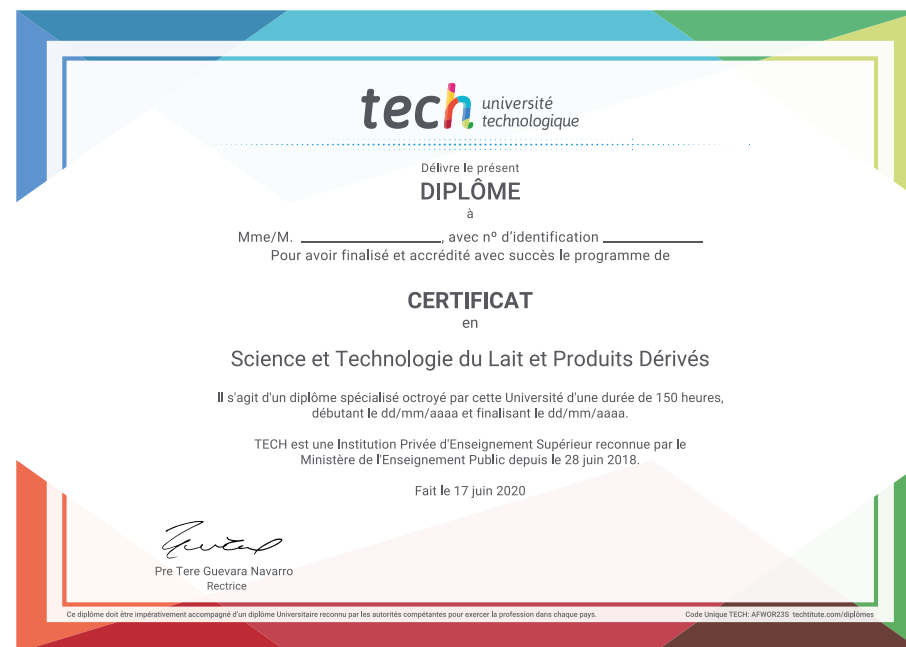 tech université
technologique
Délivre le présent
DIPLÔME
à
Mme/M. ____________________, avec nº d'identification ______________
Pour avoir finalisé et accrédité avec succès le programme de
CERTIFICAT
en
Science et Technologie du Lait et Produits Dérivés
Il s'agit d'un diplôme spécialisé octroyé par cette Université d'une durée de 150 heures,
débutant le dd/mm/aaaa et finalisant le dd/mm/aaaa.
TECH est une Institution Privée d'Enseignement Supérieur reconnue par le
Ministère de l'Enseignement Public depuis le 28 juin 2018.
Fait le 17 juin 2020
Pre Tere Guevara Navarro
Rectrice
Ce diplôme doit être impérativement accompagné d'un diplôme Universitaire reconnu par les autorités compétantes pour exercer la profession dans chaque pays.
Code Unique TECH: AFWOR23S techtitute.com/diplômes